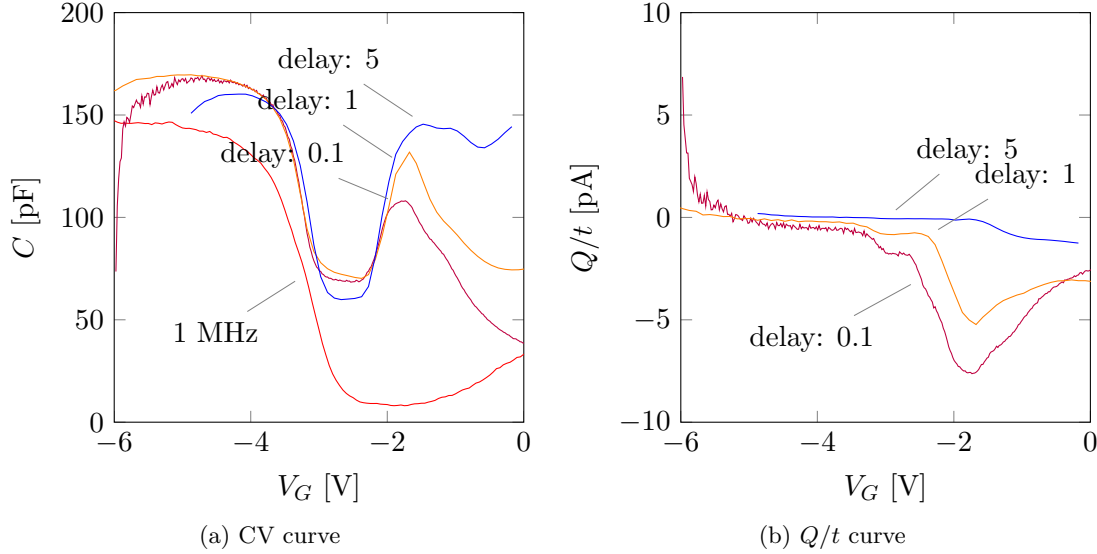 200
150
100
50
0
C [pF]
delay: 5
delay: 1
delay: 0.1
1 MHz
−6 −4 −2 0
V_G [V]
(a) CV curve
10
5
0
−5
−10
Q/t [pA]
delay: 5
delay: 1
delay: 0.1
−6 −4 −2 0
V_G [V]
(b) Q/t curve